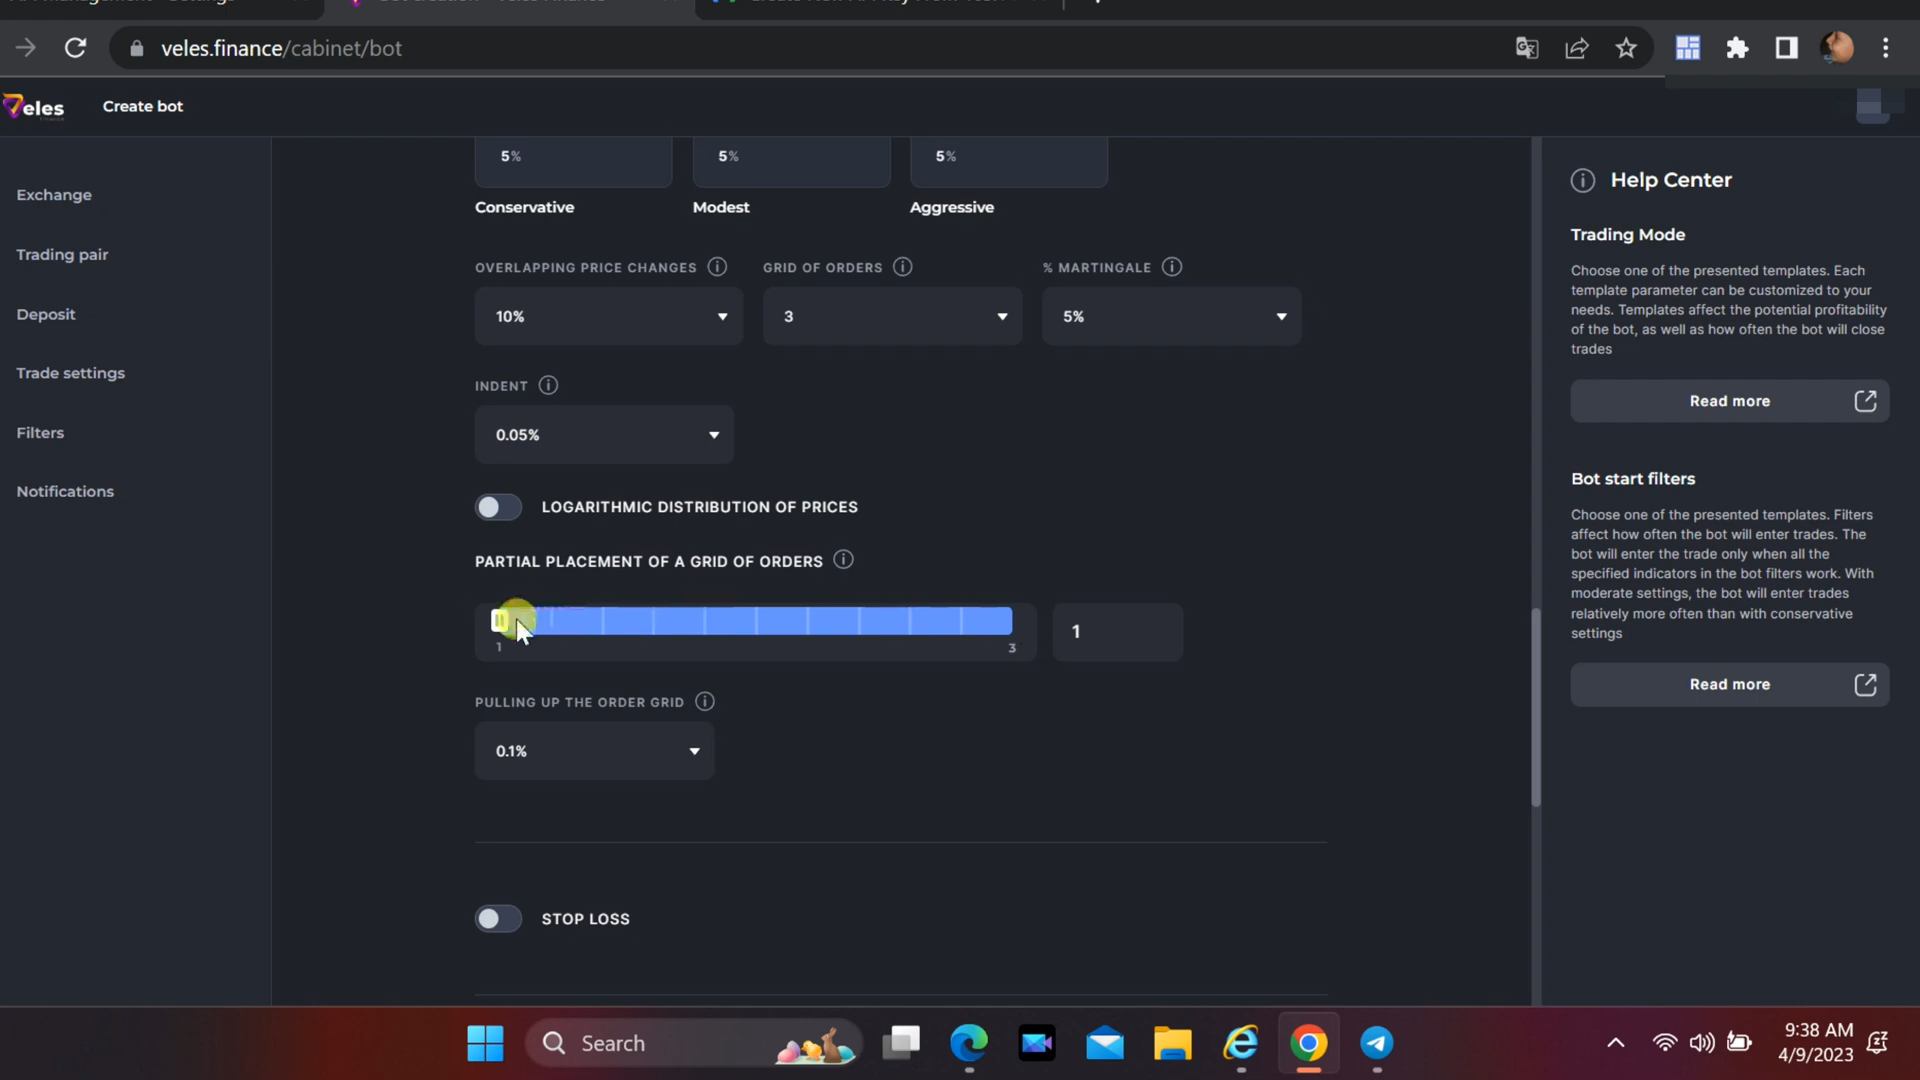 veles.finance/cabinet/bot
Veles
Create bot
Exchange
Trading pair
Deposit
Trade settings
Filters
Notifications
5%
5%
5%
Conservative
Modest
Aggressive
OVERLAPPING PRICE CHANGES
GRID OF ORDERS
% MARTINGALE
10%
3
5%
INDENT
0.05%
LOGARITHMIC DISTRIBUTION OF PRICES
PARTIAL PLACEMENT OF A GRID OF ORDERS
1
3
1
PULLING UP THE ORDER GRID
0.1%
STOP LOSS
Help Center
Trading Mode
Choose one of the presented templates. Each
template parameter can be customized to your
needs. Templates affect the potential profitability
of the bot, as well as how often the bot will close
trades
Read more
Bot start filters
Choose one of the presented templates. Filters
affect how often the bot will enter trades. The
bot will enter the trade only when all the
specified indicators in the bot filters work. With
moderate settings, the bot will enter trades
relatively more often than with conservative
settings
Read more
Search
9:38 AM
4/9/2023